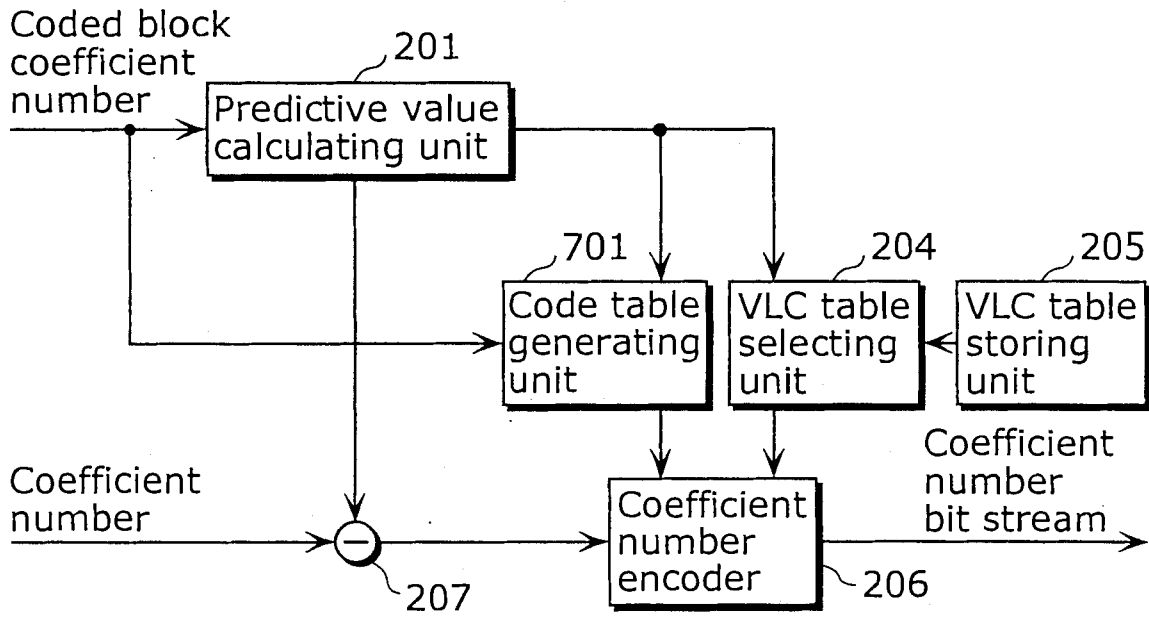 Coded block
coefficient
number
201
Predictive value
calculating unit
701
204
205
Code table
generating
unit
VLC table
selecting
unit
VLC table
storing
unit
Coefficient
number
Coefficient
number
encoder
Coefficient
number
bit stream
207
206